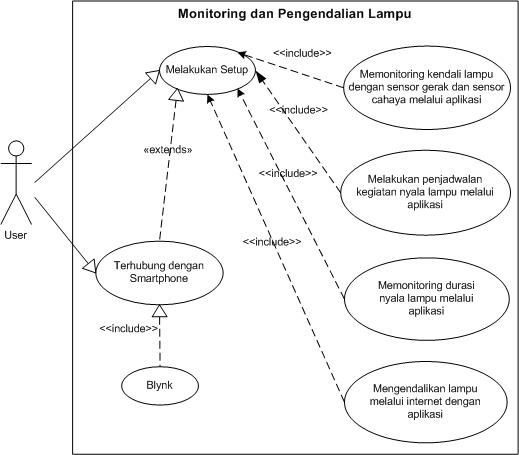 Monitoring dan Pengendalian Lampu
Melakukan Setup
<<include>>
Memonitoring kendali lampu
dengan sensor gerak dan sensor
cahaya melalui aplikasi
<<include>>
«extends»
<<include>>
Melakukan penjadwalan
kegiatan nyala lampu melalui
aplikasi
User
<<include>>
Terhubung dengan
Smartphone
Memonitoring durasi
nyala lampu melalui
aplikasi
<<include>>
Blynk
Mengendalikan lampu
melalui internet dengan
aplikasi